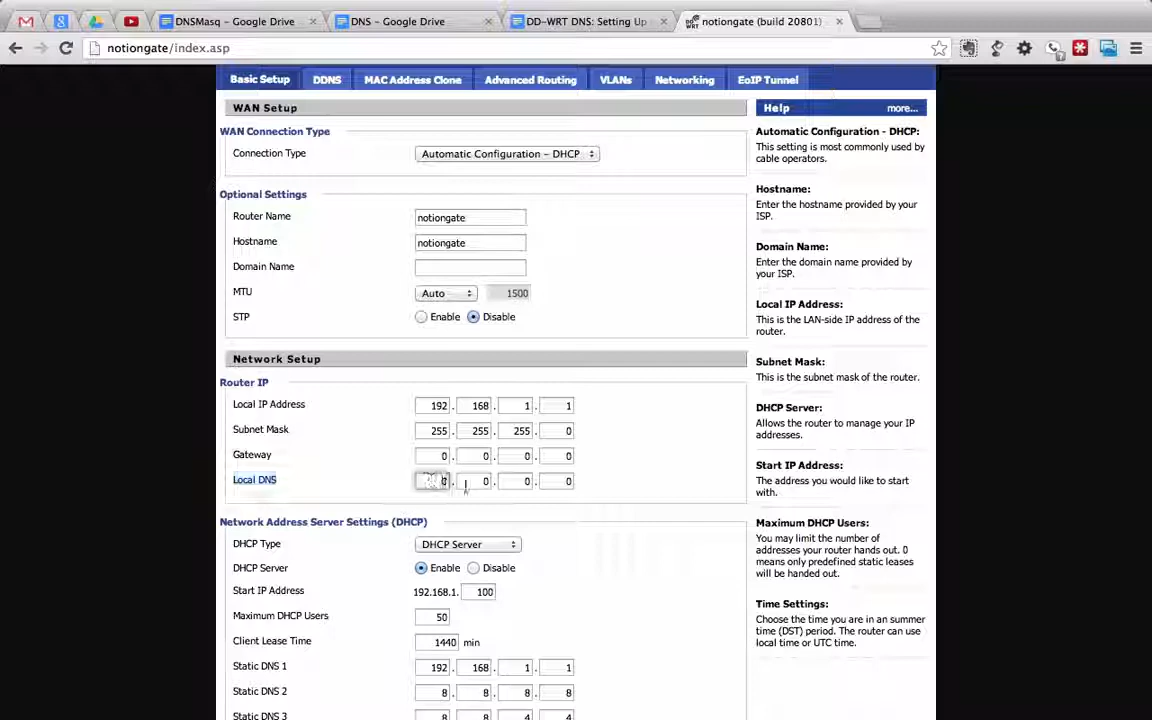 DNSMasq - Google Drive
DNS - Google Drive
DD-WRT DNS: Setting Up
notiongate (build 20801)
notiongate/index.asp
Basic Setup
DDNS
MAC Address Clone
Advanced Routing
VLANs
Networking
EoIP Tunnel
WAN Setup
WAN Connection Type
Connection Type
Automatic Configuration - DHCP
Optional Settings
Router Name
notiongate
Hostname
notiongate
Domain Name
MTU
Auto
1500
STP
Enable
Disable
Network Setup
Router IP
Local IP Address
192. 168. 1. 1
Subnet Mask
255. 255. 255. 0
Gateway
0. 0. 0. 0
Local DNS
0. 0. 0. 0
Network Address Server Settings (DHCP)
DHCP Type
DHCP Server
DHCP Server
Enable
Disable
Start IP Address
192.168.1. 100
Maximum DHCP Users
50
Client Lease Time
1440 min
Static DNS 1
192. 168. 1. 1
Static DNS 2
8. 8. 8. 8
Static DNS 3
8. 8. 4. 4
Help
more...
Automatic Configuration - DHCP:
This setting is most commonly used by
cable operators.
Hostname:
Enter the hostname provided by your
ISP.
Domain Name:
Enter the domain name provided by
your ISP.
Local IP Address:
This is the LAN-side IP address of the
router.
Subnet Mask:
This is the subnet mask of the router.
DHCP Server:
Allows the router to manage your IP
addresses.
Start IP Address:
The address you would like to start
with.
Maximum DHCP Users:
You may limit the number of
addresses your router hands out. 0
means only predefined static leases
will be handed out.
Time Settings:
Choose the time you are in an summer
time (DST) period. The router can use
local time or UTC time.